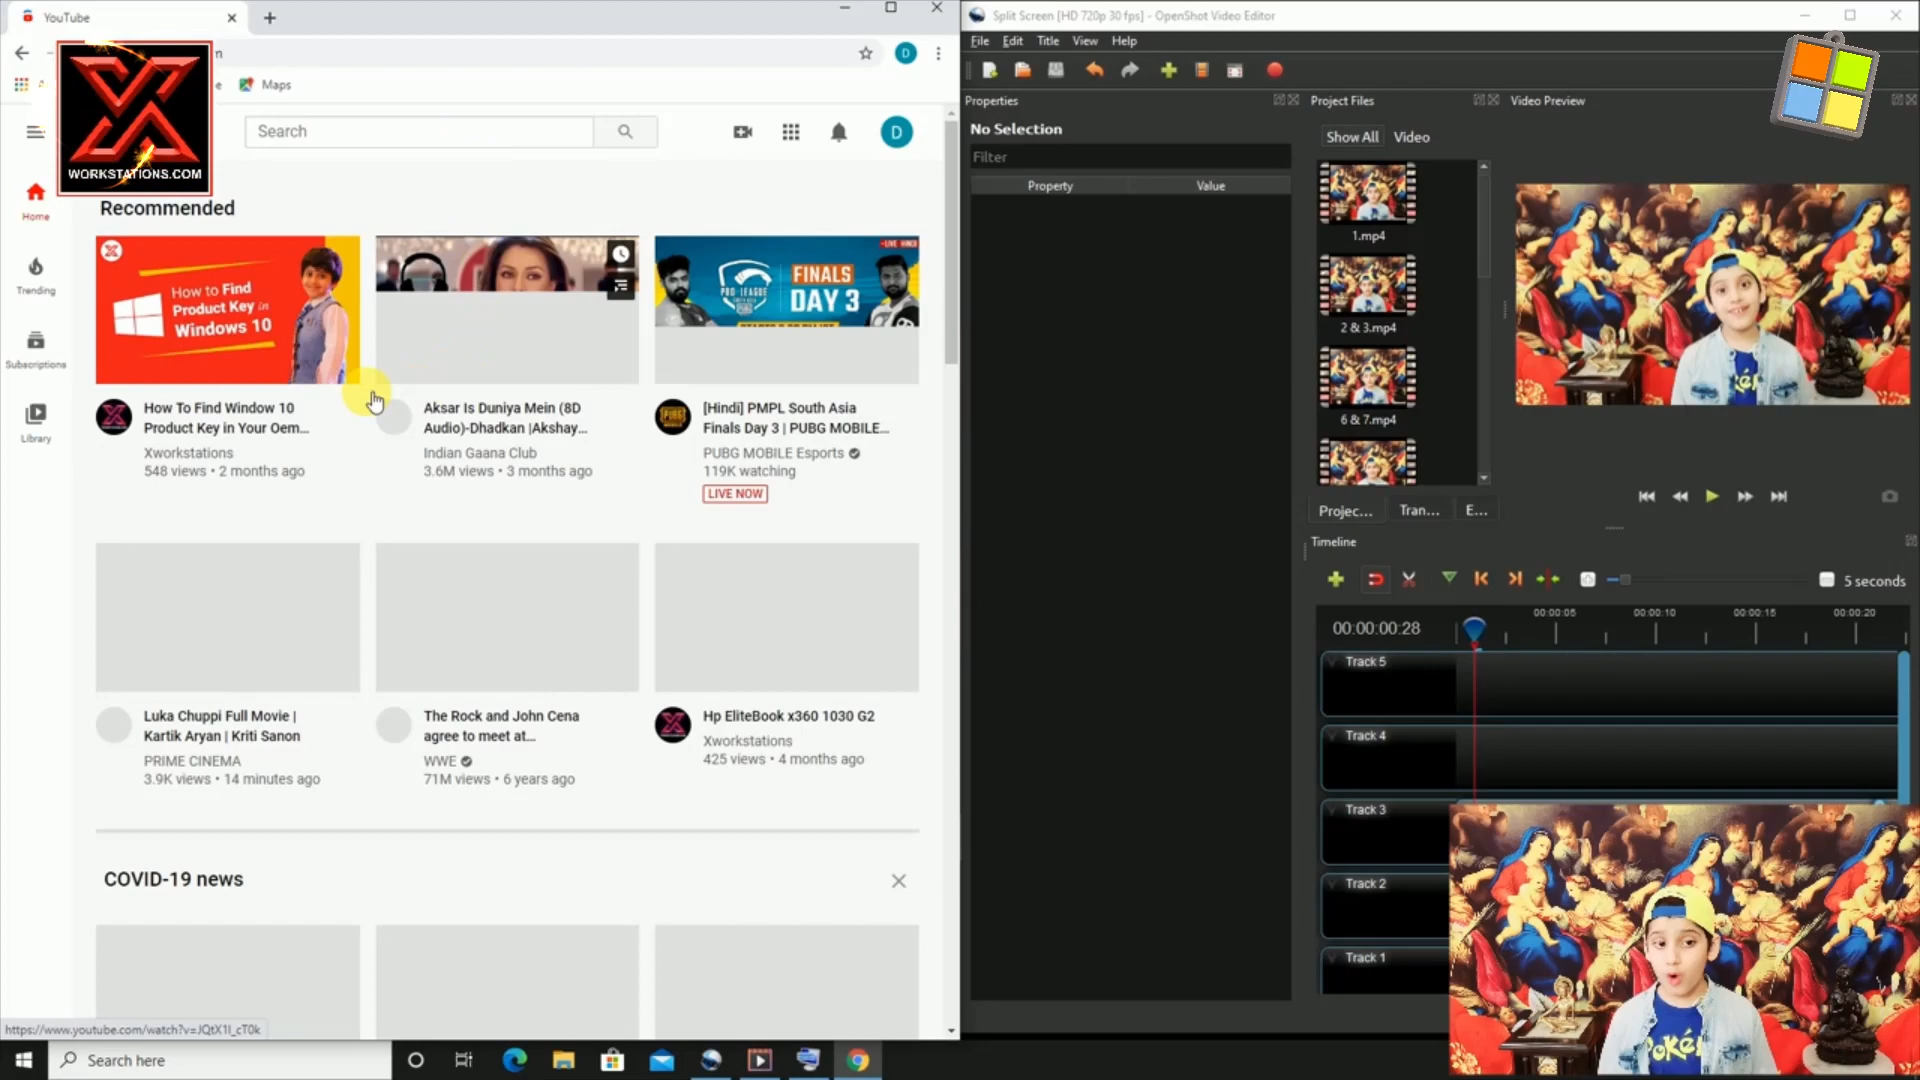 YouTube
Maps
WORKSTATIONS.COM
Search
D
D
Home
Trending
Subscriptions
Library
Recommended
How to Find
Product Key in
Windows 10
PRO LEAGUE
FINALS
DAY 3
How To Find Window 10
Product Key in Your Oem...
Xworkstations
548 views • 2 months ago
Aksar Is Duniya Mein (8D
Audio)-Dhadkan |Akshay...
Indian Gaana Club
3.6M views • 3 months ago
[Hindi] PMPL South Asia
Finals Day 3 | PUBG MOBILE...
PUBG MOBILE Esports
119K watching
LIVE NOW
Luka Chuppi Full Movie |
Kartik Aryan | Kriti Sanon
PRIME CINEMA
3.9K views • 14 minutes ago
The Rock and John Cena
agree to meet at...
WWE
71M views • 6 years ago
Hp EliteBook x360 1030 G2
Xworkstations
425 views • 4 months ago
COVID-19 news
Search here
Split Screen [HD 720p 30 fps] - OpenShot Video Editor
File Edit Title View Help
Properties
No Selection
Filter
Property Value
Project Files
Show All Video
1.mp4
2 & 3.mp4
6 & 7.mp4
Projec... Tran... E...
Video Preview
Timeline
5 seconds
00:00:00:28
00:00:05 00:00:10 00:00:15 00:00:20
Track 5
Track 4
Track 3
Track 2
Track 1